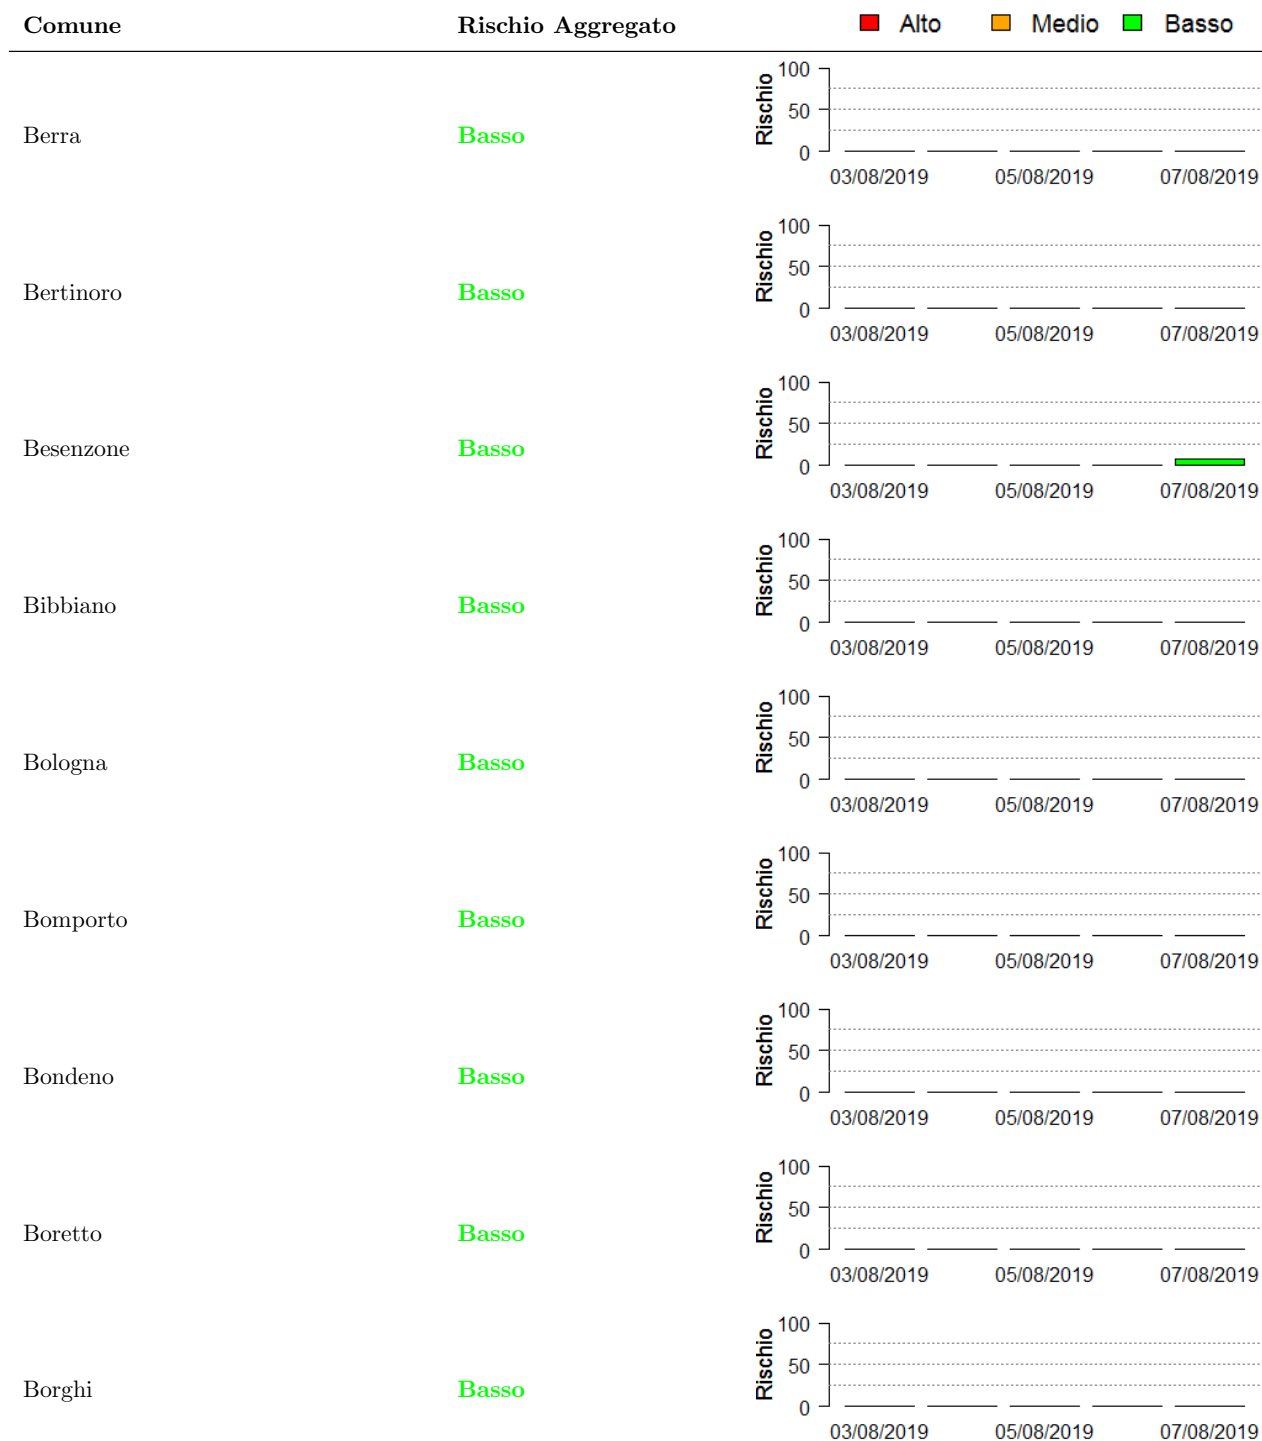 Comune Rischio Aggregato Alto Medio Basso
100
50
0
Rischio
Berra Basso
03/08/2019 05/08/2019 07/08/2019
100
50
0
Rischio
Bertinoro Basso
03/08/2019 05/08/2019 07/08/2019
100
50
0
Rischio
Besenzone Basso
03/08/2019 05/08/2019 07/08/2019
100
50
0
Rischio
Bibbiano Basso
03/08/2019 05/08/2019 07/08/2019
100
50
0
Rischio
Bologna Basso
03/08/2019 05/08/2019 07/08/2019
100
50
0
Rischio
Bomporto Basso
03/08/2019 05/08/2019 07/08/2019
100
50
0
Rischio
Bondeno Basso
03/08/2019 05/08/2019 07/08/2019
100
50
0
Rischio
Boretto Basso
03/08/2019 05/08/2019 07/08/2019
100
50
0
Rischio
Borghi Basso
03/08/2019 05/08/2019 07/08/2019